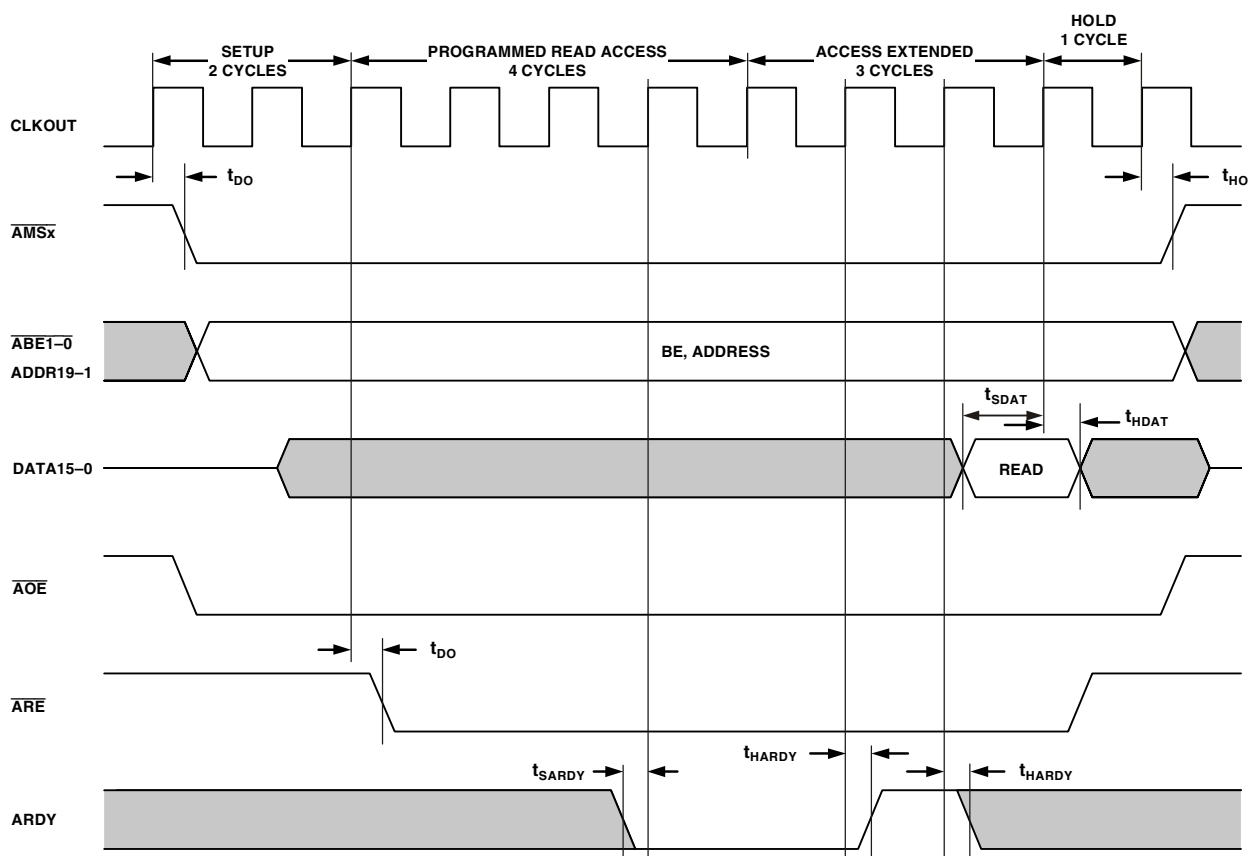 HOLD
1 CYCLE
SETUP
2 CYCLES
PROGRAMMED READ ACCESS
4 CYCLES
ACCESS EXTENDED
3 CYCLES
CLKOUT
tDO
tHO
AMSx
ABE1–0
ADDR19–1
BE, ADDRESS
tSDAT
tHDAT
DATA15–0
READ
AOE
tDO
ARE
tSARDY
tHARDY
tHARDY
ARDY